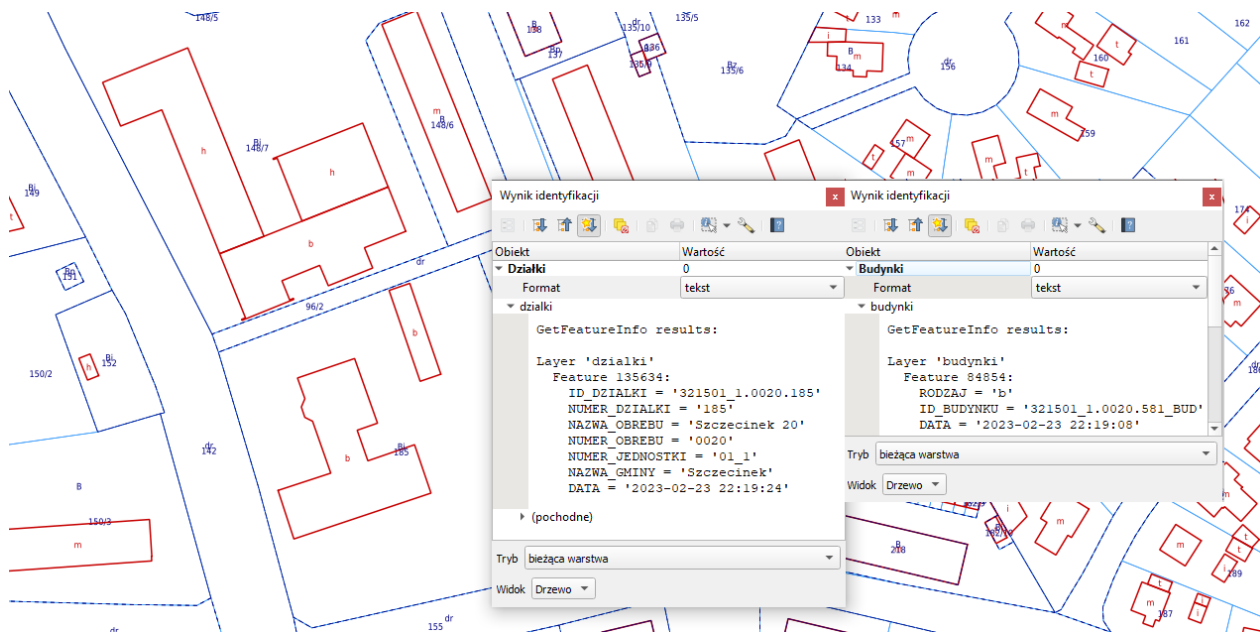 148/5
B
138
dr
135/10
135/5
133
m
162
Bp
137
136
135/9
i
B
m
134
m
t
161
160
t
Bz
135/6
dr
156
m
B
148/6
m
159
h
Bi
148/7
157
m
t
m
m
t
h
Bi
149
t
174
i
b
Bp
151
dr
96/2
b
m
Bi
152
h
150/2
dr
142
b
Bi
185
B
150/3
m
dr
155
dr
Wynik identyfikacji
x
Obiekt Wartość
Działki 0
Format tekst
dzialki
GetFeatureInfo results:
Layer 'dzialki'
Feature 135634:
ID_DZIALKI = '321501_1.0020.185'
NUMER_DZIALKI = '185'
NAZWA_OBREBU = 'Szczecinek 20'
NUMER_OBREBU = '0020'
NUMER_JEDNOSTKI = '01_1'
NAZWA_GMINY = 'Szczecinek'
DATA = '2023-02-23 22:19:24'
(pochodne)
Tryb bieżąca warstwa
Widok Drzewo
Wynik identyfikacji
x
Obiekt Wartość
Budynki 0
Format tekst
budynki
GetFeatureInfo results:
Layer 'budynki'
Feature 84854:
RODZAJ = 'b'
ID_BUDYNKU = '321501_1.0020.581_BUD'
DATA = '2023-02-23 22:19:08'
Tryb bieżąca warstwa
Widok Drzewo
B
218
i
m
m
t
t
i
189
t
m
187
i
i